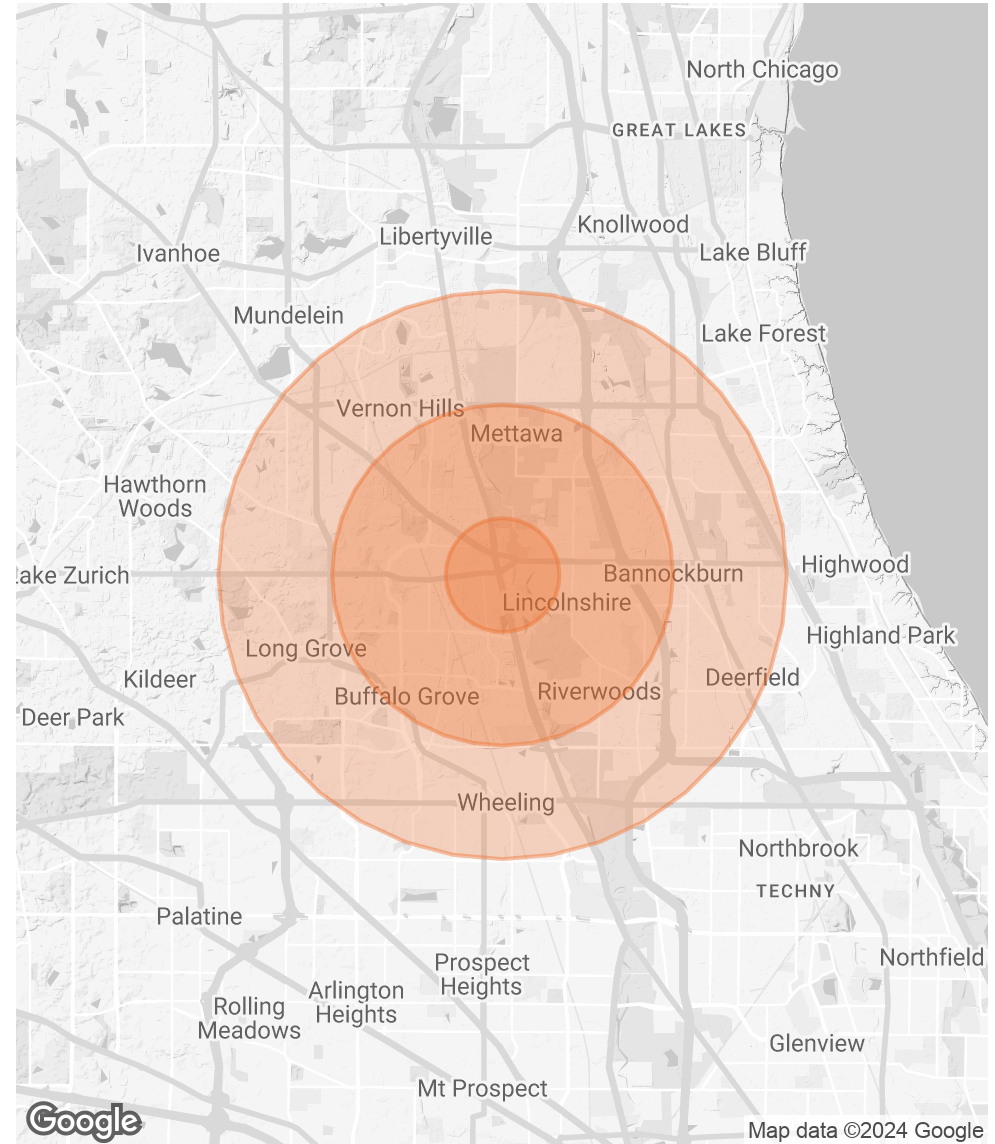 North Chicago
GREAT LAKES
Knollwood
Libertyville
Ivanhoe
Lake Bluff
Mundelein
Lake Forest
Vernon Hills
Mettawa
Hawthorn
Woods
Highwood
Bannockburn
ake Zurich
Lincolnshire
Highland Park
Long Grove
Kildeer
Deerfield
Riverwoods
Buffalo Grove
Deer Park
Wheeling
Northbrook
TECHNY
Palatine
Northfield
Prospect
Heights
Arlington
Heights
Rolling
Meadows
Glenview
Mt Prospect
Google
Map data ©2024 Google